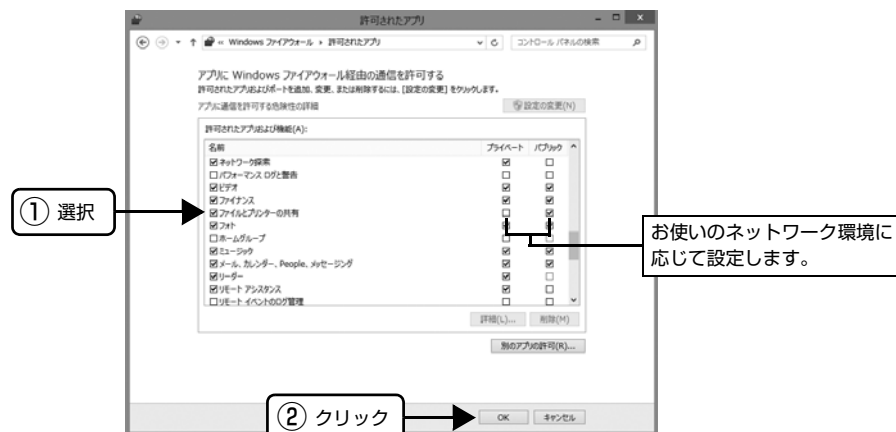 許可されたアプリ
« Windows ファイアウォール › 許可されたアプリ
コントロール パネルの検索
アプリに Windows ファイアウォール経由の通信を許可する
許可されたアプリおよびポートを追加、変更、または削除するには、[設定の変更] をクリックします。
アプリに通信を許可する危険性の詳細
設定の変更(N)
許可されたアプリおよび機能(A):
名前 プライベート パブリック
ネットワーク探索
パフォーマンス ログと警告
ビデオ
ファイナンス
① 選択
ファイルとプリンターの共有
フォト
ホームグループ
ミュージック
メール、カレンダー、People、メッセージング
リーダー
リモート アシスタンス
リモート イベントのログ管理
お使いのネットワーク環境に
応じて設定します。
詳細(L)... 削除(M)
別のアプリの許可(R)...
② クリック
OK キャンセル